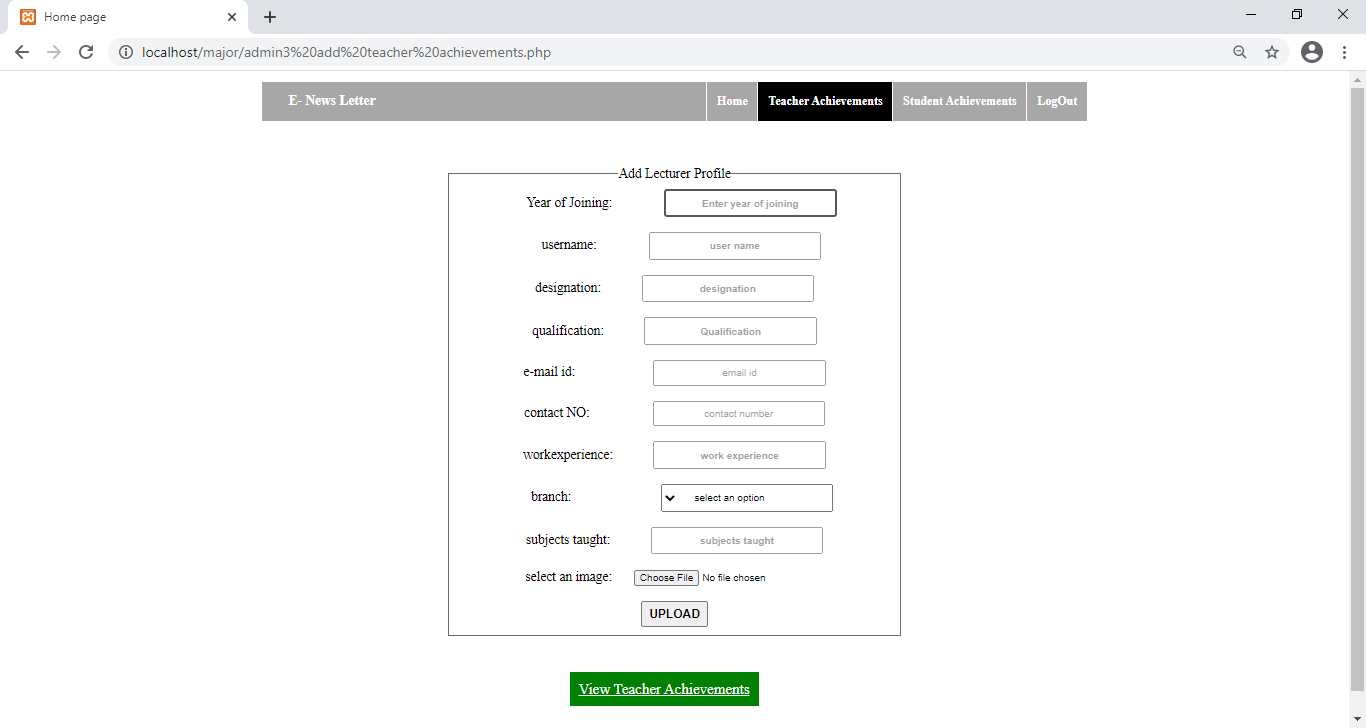 Home page
localhost/major/admin3%20add%20teacher%20achievements.php
E- News Letter Home Teacher Achievements Student Achievements LogOut
Add Lecturer Profile
Year of Joining: Enter year of joining
username: user name
designation: designation
qualification: Qualification
e-mail id: email id
contact NO: contact number
workexperience: work experience
branch: select an option
subjects taught: subjects taught
select an image: Choose File No file chosen
UPLOAD
View Teacher Achievements